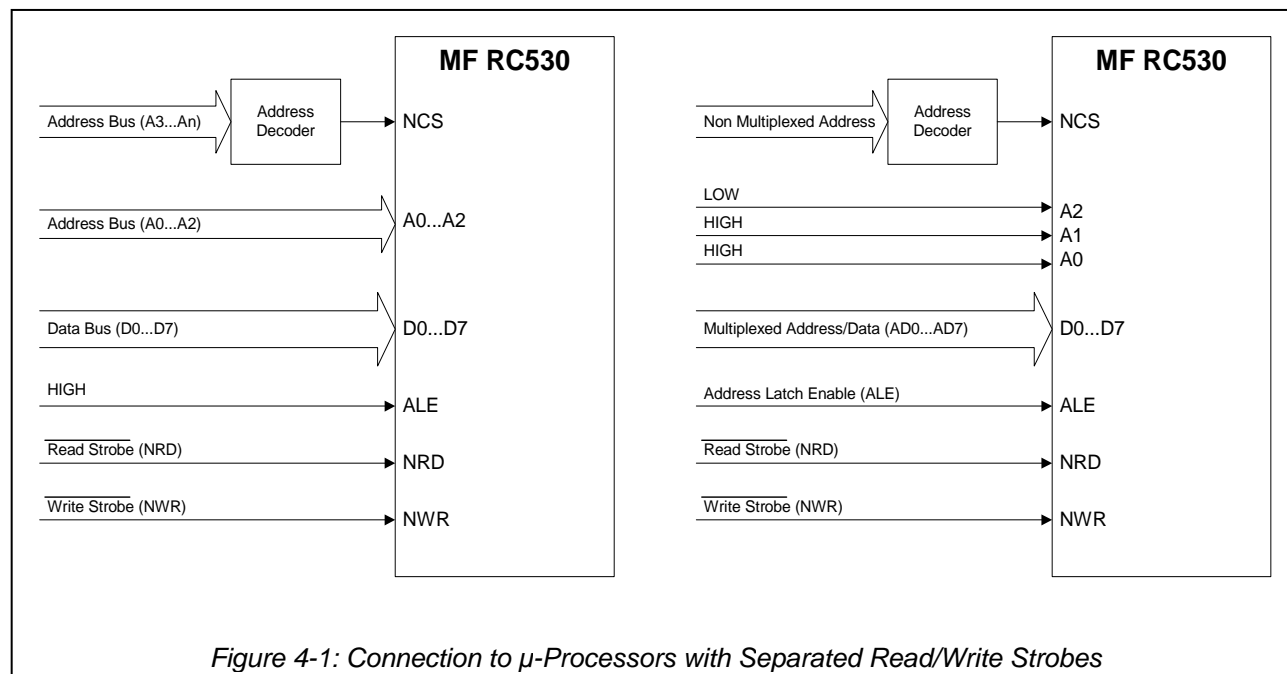 MF RC530
Address Bus (A3...An)
Address
Decoder
NCS
Address Bus (A0...A2)
A0...A2
Data Bus (D0...D7)
D0...D7
HIGH
ALE
Read Strobe (NRD)
NRD
Write Strobe (NWR)
NWR
MF RC530
Non Multiplexed Address
Address
Decoder
NCS
LOW
A2
HIGH
A1
HIGH
A0
Multiplexed Address/Data (AD0...AD7)
D0...D7
Address Latch Enable (ALE)
ALE
Read Strobe (NRD)
NRD
Write Strobe (NWR)
NWR
Figure 4-1: Connection to µ-Processors with Separated Read/Write Strobes